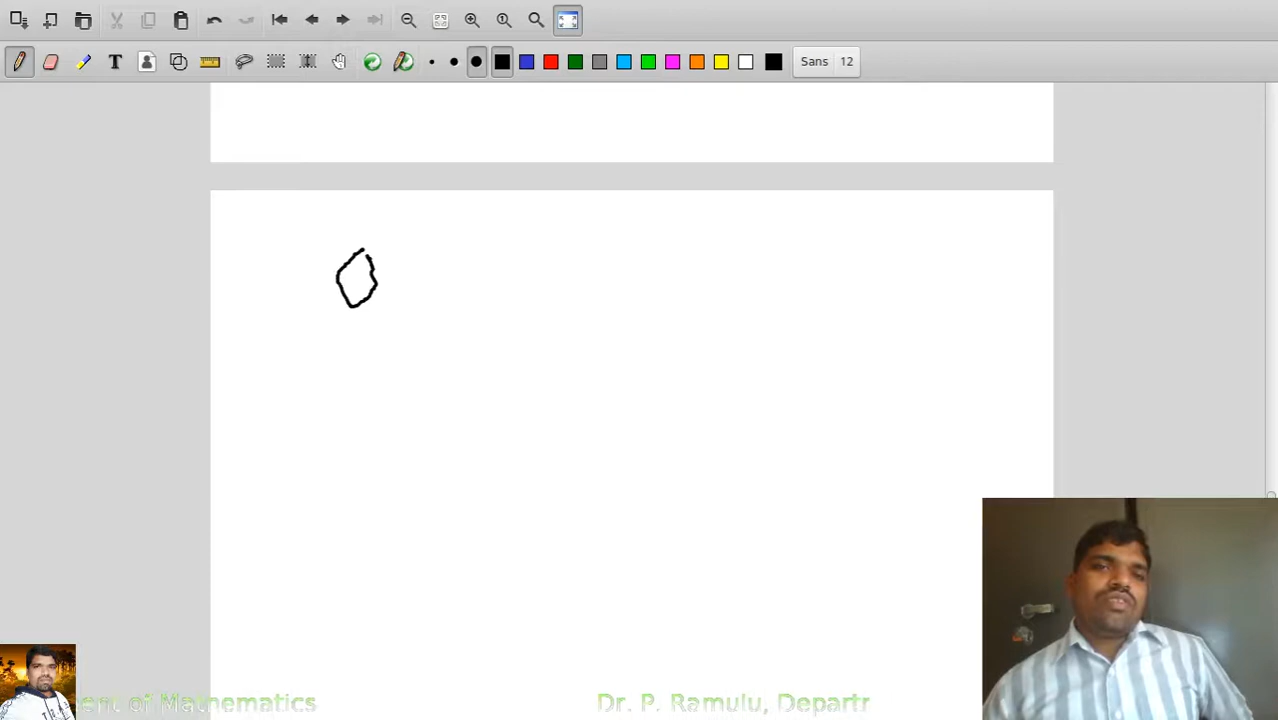 Sans 12
ent of Mathematics Dr. P. Ramulu, Departr